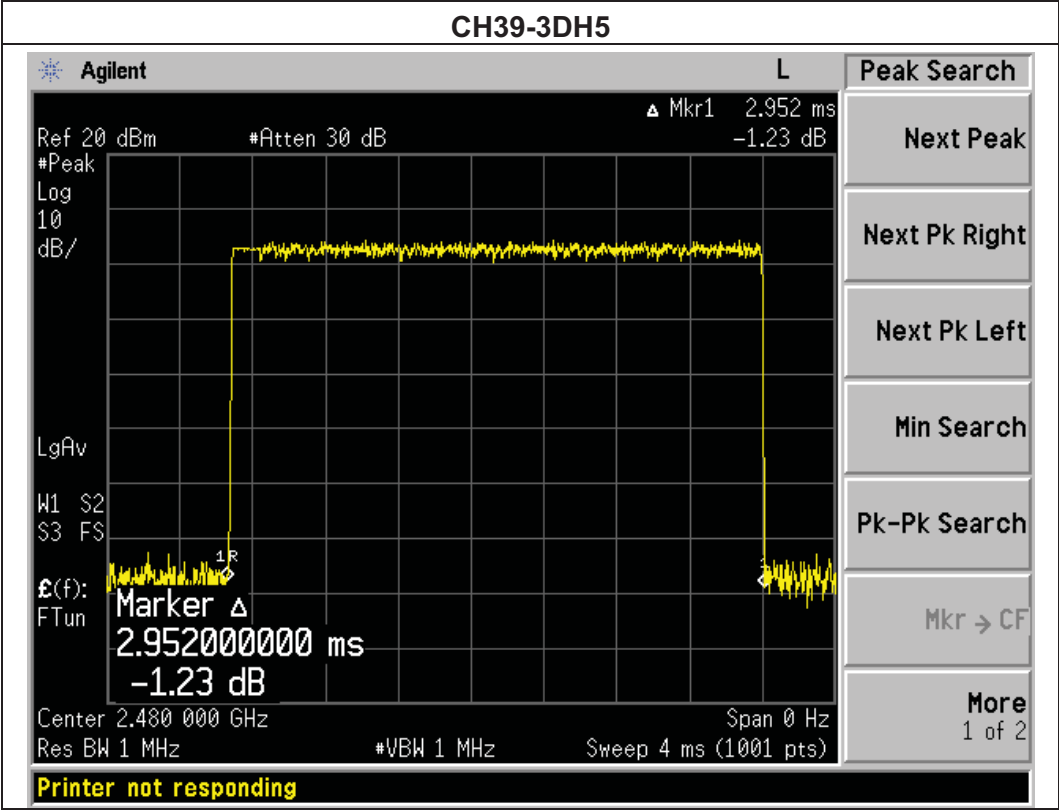 CH39-3DH5
Agilent L Peak Search
Δ Mkr1 2.952 ms
Ref 20 dBm #Atten 30 dB -1.23 dB
#Peak
Log
10
dB/
LgAv
W1 S2
S3 FS
£(f):
FTun
1R
1
Marker Δ
2.952000000 ms
-1.23 dB
Center 2.480 000 GHz Span 0 Hz
Res BW 1 MHz #VBW 1 MHz Sweep 4 ms (1001 pts)
Printer not responding
Next Peak
Next Pk Right
Next Pk Left
Min Search
Pk-Pk Search
Mkr → CF
More
1 of 2